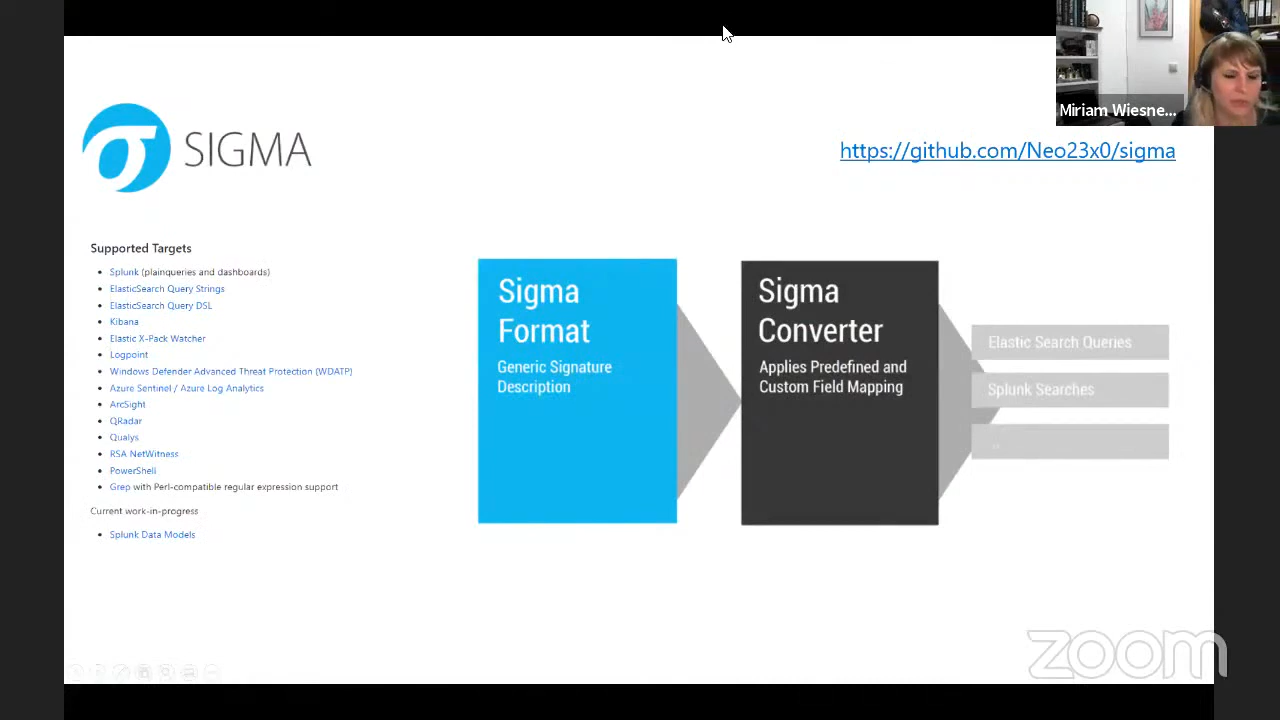 Miriam Wiesne...
SIGMA
https://github.com/Neo23x0/sigma
Supported Targets
Splunk (plainqueries and dashboards)
ElasticSearch Query Strings
ElasticSearch Query DSL
Kibana
Elastic X-Pack Watcher
Logpoint
Windows Defender Advanced Threat Protection (WDATP)
Azure Sentinel / Azure Log Analytics
ArcSight
QRadar
Qualys
RSA NetWitness
PowerShell
Grep with Perl-compatible regular expression support
Current work-in-progress
Splunk Data Models
Sigma
Format
Generic Signature
Description
Sigma
Converter
Applies Predefined and
Custom Field Mapping
Elastic Search Queries
Splunk Searches
..
zoom